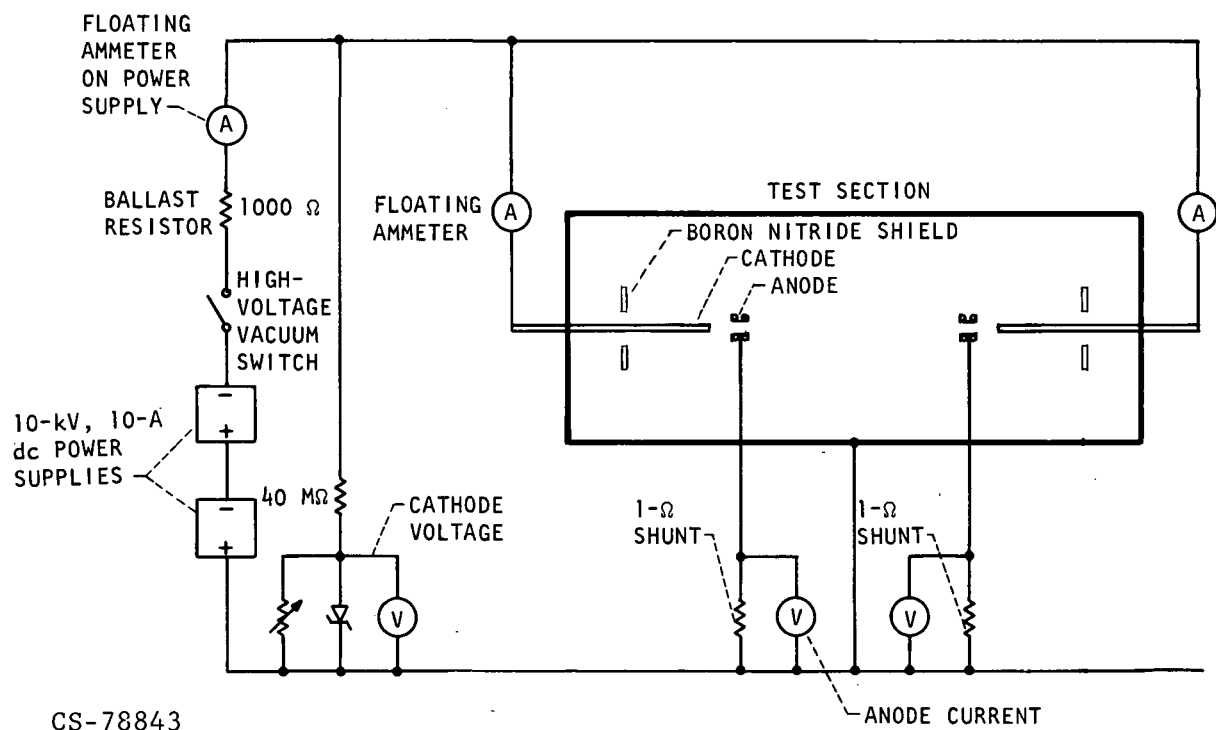 FLOATING
AMMETER
ON POWER
SUPPLY
A
BALLAST
RESISTOR
1000 Ω
HIGH-
VOLTAGE
VACUUM
SWITCH
10-kV, 10-A
dc POWER
SUPPLIES
-
+
-
+
40 MΩ
CATHODE
VOLTAGE
V
FLOATING
AMMETER
A
TEST SECTION
BORON NITRIDE SHIELD
CATHODE
ANODE
A
1-Ω
SHUNT
V
1-Ω
SHUNT
V
ANODE CURRENT
CS-78843